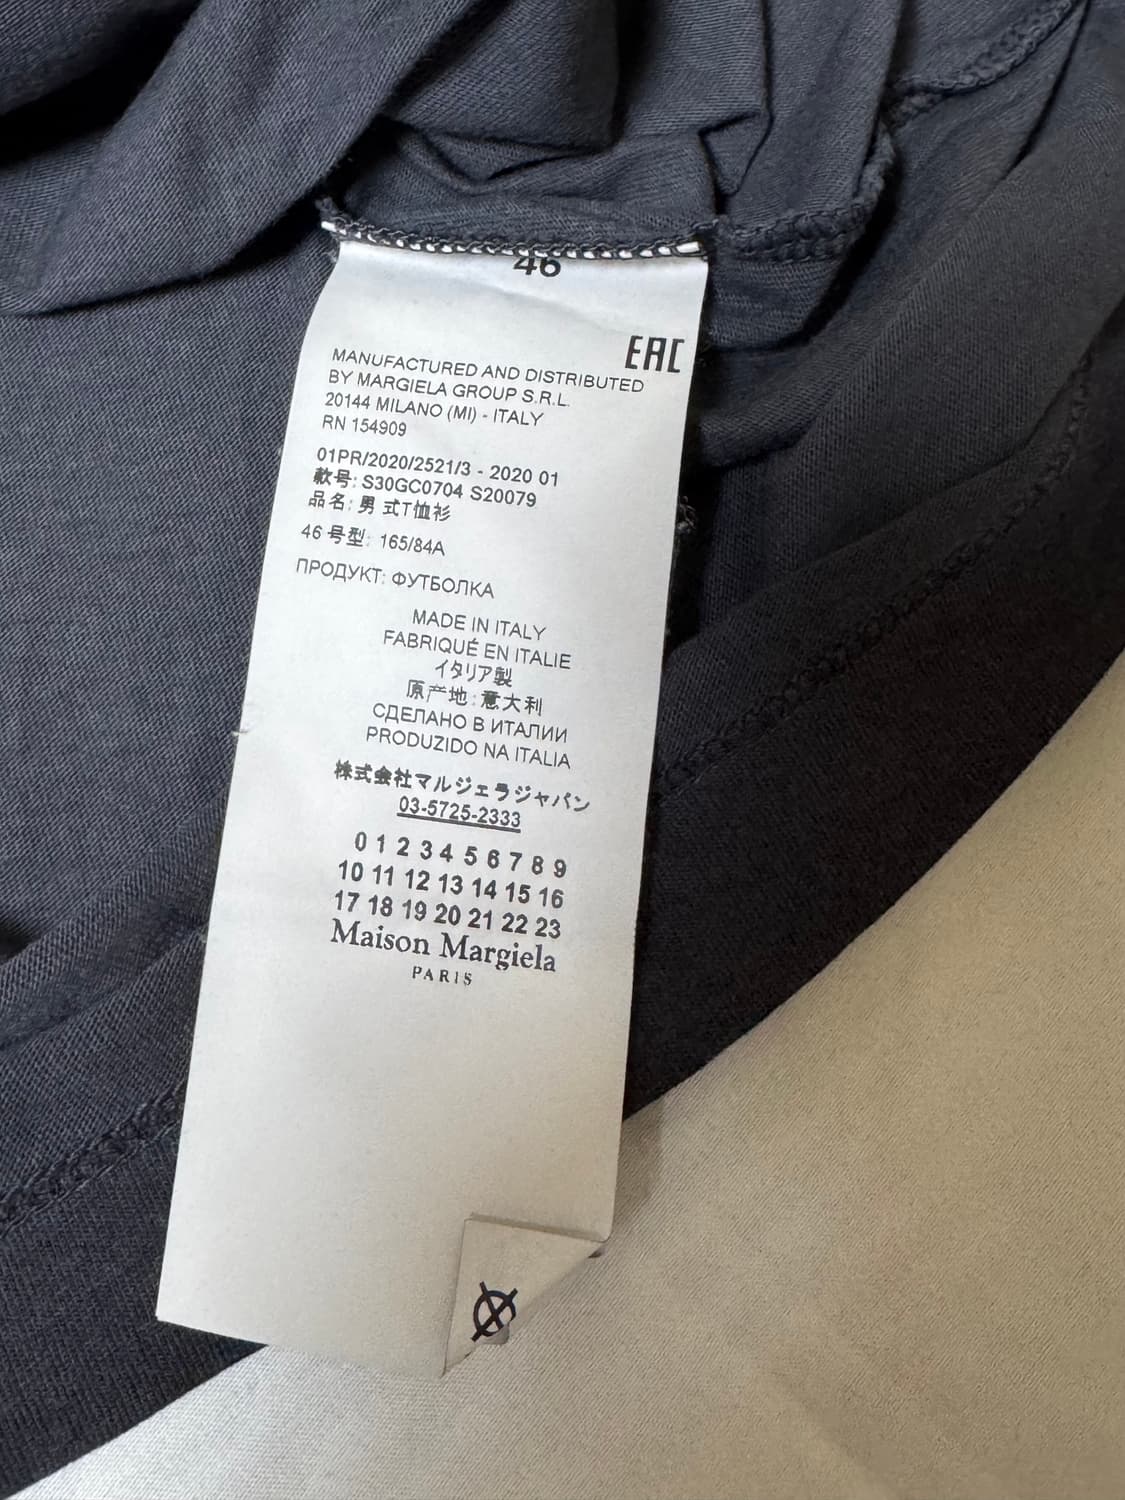 46
EAC
MANUFACTURED AND DISTRIBUTED
BY MARGIELA GROUP S.R.L.
20144 MILANO (MI) - ITALY
RN 154909
01PR/2020/2521/3 - 2020 01
款号: S30GC0704 S20079
品名: 男 式T恤衫
46 号型: 165/84A
ПРОДУКТ: ФУТБОЛКА
MADE IN ITALY
FABRIQUÉ EN ITALIE
イタリア製
原产地: 意大利
СДЕЛАНО В ИТАЛИИ
PRODUZIDO NA ITALIA
株式会社マルジェラジャパン
03-5725-2333
0 1 2 3 4 5 6 7 8 9
10 11 12 13 14 15 16
17 18 19 20 21 22 23
Maison Margiela
PARIS